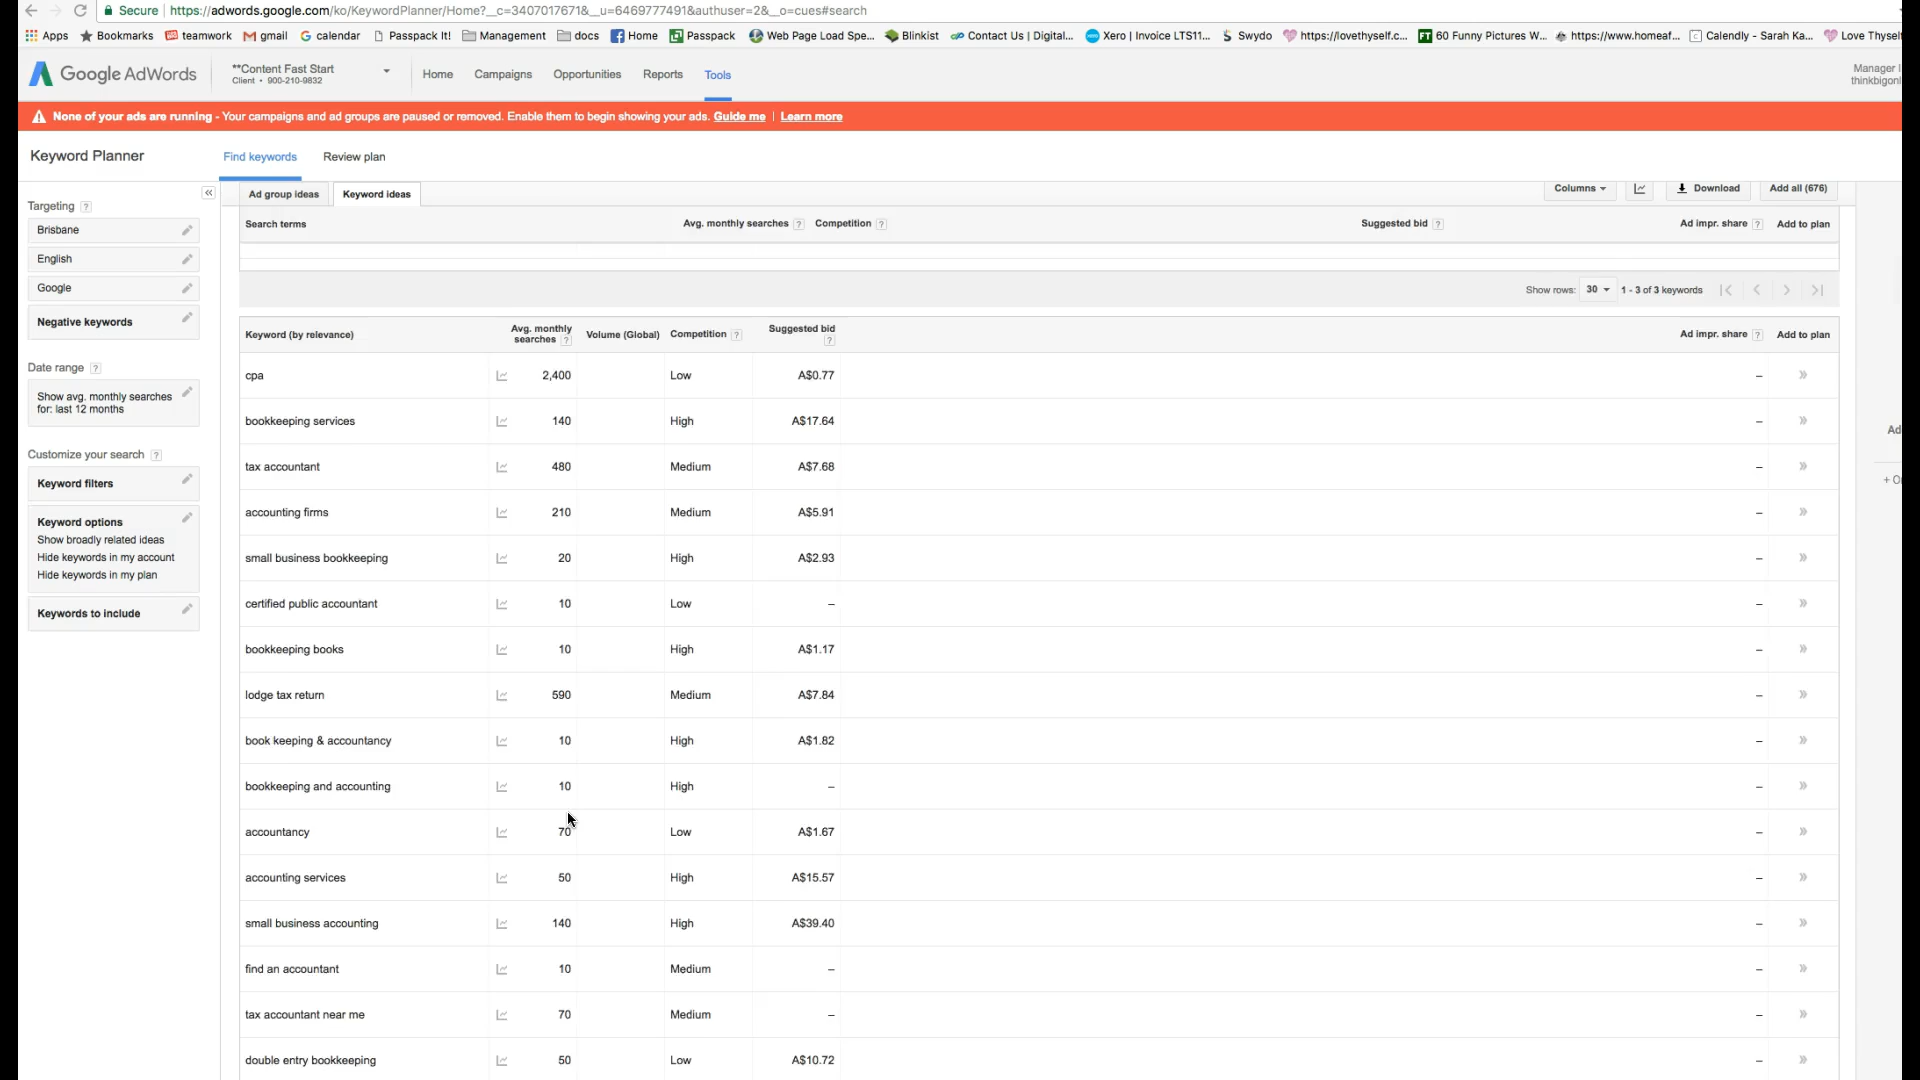 Secure https://adwords.google.com/ko/KeywordPlanner/Home?__c=3407017671&__u=6469777491&authuser=2&__o=cues#search
Apps Bookmarks teamwork gmail calendar Passpack It! Management docs Home Passpack Web Page Load Spe... Blinkist Contact Us | Digital... Xero | Invoice LTS11... Swydo https://lovethyself.c... 60 Funny Pictures W... https://www.homeaf... Calendly - Sarah Ka... Love Thysel
Google AdWords
**Content Fast Start
Client • 900-210-9832
Home Campaigns Opportunities Reports Tools
Manager I
thinkbigonl
None of your ads are running - Your campaigns and ad groups are paused or removed. Enable them to begin showing your ads. Guide me | Learn more
Keyword Planner Find keywords Review plan
Targeting ?
Brisbane
English
Google
Negative keywords
Date range ?
Show avg. monthly searches
for: last 12 months
Customize your search ?
Keyword filters
Keyword options
Show broadly related ideas
Hide keywords in my account
Hide keywords in my plan
Keywords to include
Ad group ideas Keyword ideas Columns Download Add all (676)
Search terms Avg. monthly searches ? Competition ? Suggested bid ? Ad impr. share ? Add to plan
Show rows: 30 1 - 3 of 3 keywords
Keyword (by relevance) Avg. monthly searches ? Volume (Global) Competition ? Suggested bid ? Ad impr. share ? Add to plan
cpa 2,400 Low A$0.77 – »
bookkeeping services 140 High A$17.64 – »
tax accountant 480 Medium A$7.68 – »
accounting firms 210 Medium A$5.91 – »
small business bookkeeping 20 High A$2.93 – »
certified public accountant 10 Low – – »
bookkeeping books 10 High A$1.17 – »
lodge tax return 590 Medium A$7.84 – »
book keeping & accountancy 10 High A$1.82 – »
bookkeeping and accounting 10 High – – »
accountancy 70 Low A$1.67 – »
accounting services 50 High A$15.57 – »
small business accounting 140 High A$39.40 – »
find an accountant 10 Medium – – »
tax accountant near me 70 Medium – – »
double entry bookkeeping 50 Low A$10.72 – »
Ad
+ O